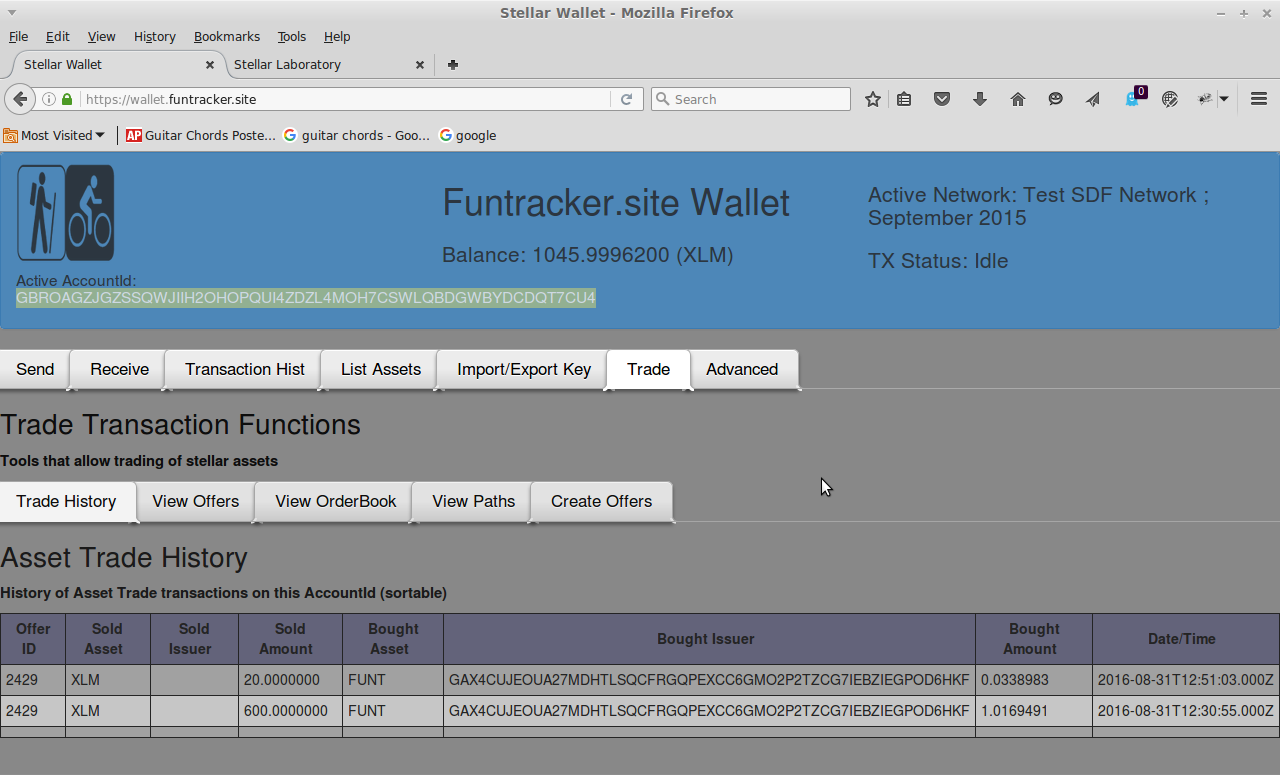 Stellar Wallet - Mozilla Firefox
File Edit View History Bookmarks Tools Help
Stellar Wallet Stellar Laboratory
https://wallet.funtracker.site Search 0
Most Visited AP Guitar Chords Poste... guitar chords - Goo... google
Funtracker.site Wallet
Balance: 1045.9996200 (XLM)
Active Network: Test SDF Network ;
September 2015
TX Status: Idle
Active AccountId:
GBROAGZJGZSSQWJIIH2OHOPQUI4ZDZL4MOH7CSWLQBDGWBYDCDQT7CU4
Send Receive Transaction Hist List Assets Import/Export Key Trade Advanced
Trade Transaction Functions
Tools that allow trading of stellar assets
Trade History View Offers View OrderBook View Paths Create Offers
Asset Trade History
History of Asset Trade transactions on this AccountId (sortable)
Offer ID Sold Asset Sold Issuer Sold Amount Bought Asset Bought Issuer Bought Amount Date/Time
2429 XLM 20.0000000 FUNT GAX4CUJEOUA27MDHTLSQCFRGQPEXCC6GMO2P2TZCG7IEBZIEGPOD6HKF 0.0338983 2016-08-31T12:51:03.000Z
2429 XLM 600.0000000 FUNT GAX4CUJEOUA27MDHTLSQCFRGQPEXCC6GMO2P2TZCG7IEBZIEGPOD6HKF 1.0169491 2016-08-31T12:30:55.000Z